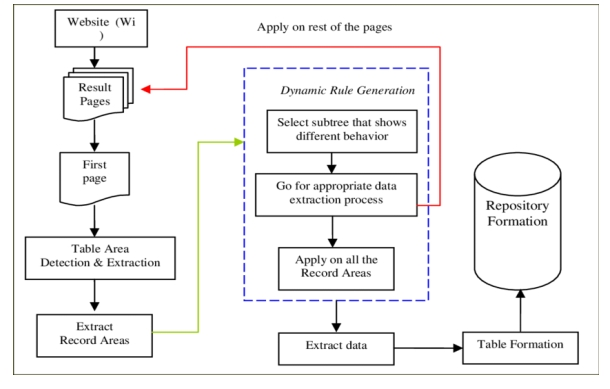 Website (Wi
)
Result
Pages
First
page
Table Area
Detection & Extraction
Extract
Record Areas
Apply on rest of the pages
Dynamic Rule Generation
Select subtree that shows
different behavior
Go for appropriate data
extraction process
Apply on all the
Record Areas
Extract data
Table Formation
Repository
Formation